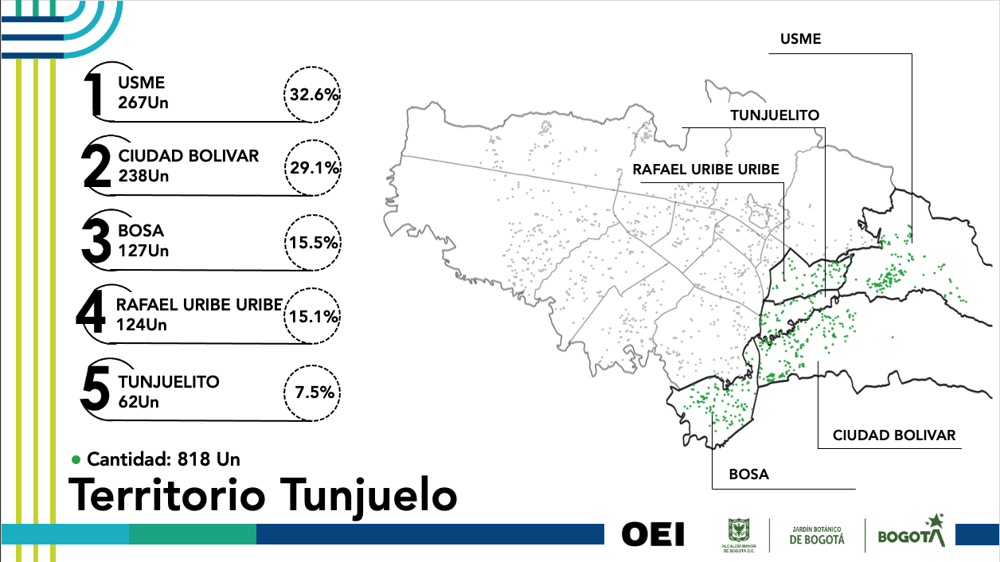 1
USME
267Un
32.6%
2
CIUDAD BOLIVAR
238Un
29.1%
3
BOSA
127Un
15.5%
4
RAFAEL URIBE URIBE
124Un
15.1%
5
TUNJUELITO
62Un
7.5%
Cantidad: 818 Un
Territorio Tunjuelo
USME
TUNJUELITO
RAFAEL URIBE URIBE
CIUDAD BOLIVAR
BOSA
OEI
ALCALDÍA MAYOR
DE BOGOTÁ D.C.
JARDÍN BOTÁNICO
DE BOGOTÁ
BOGOTÁ